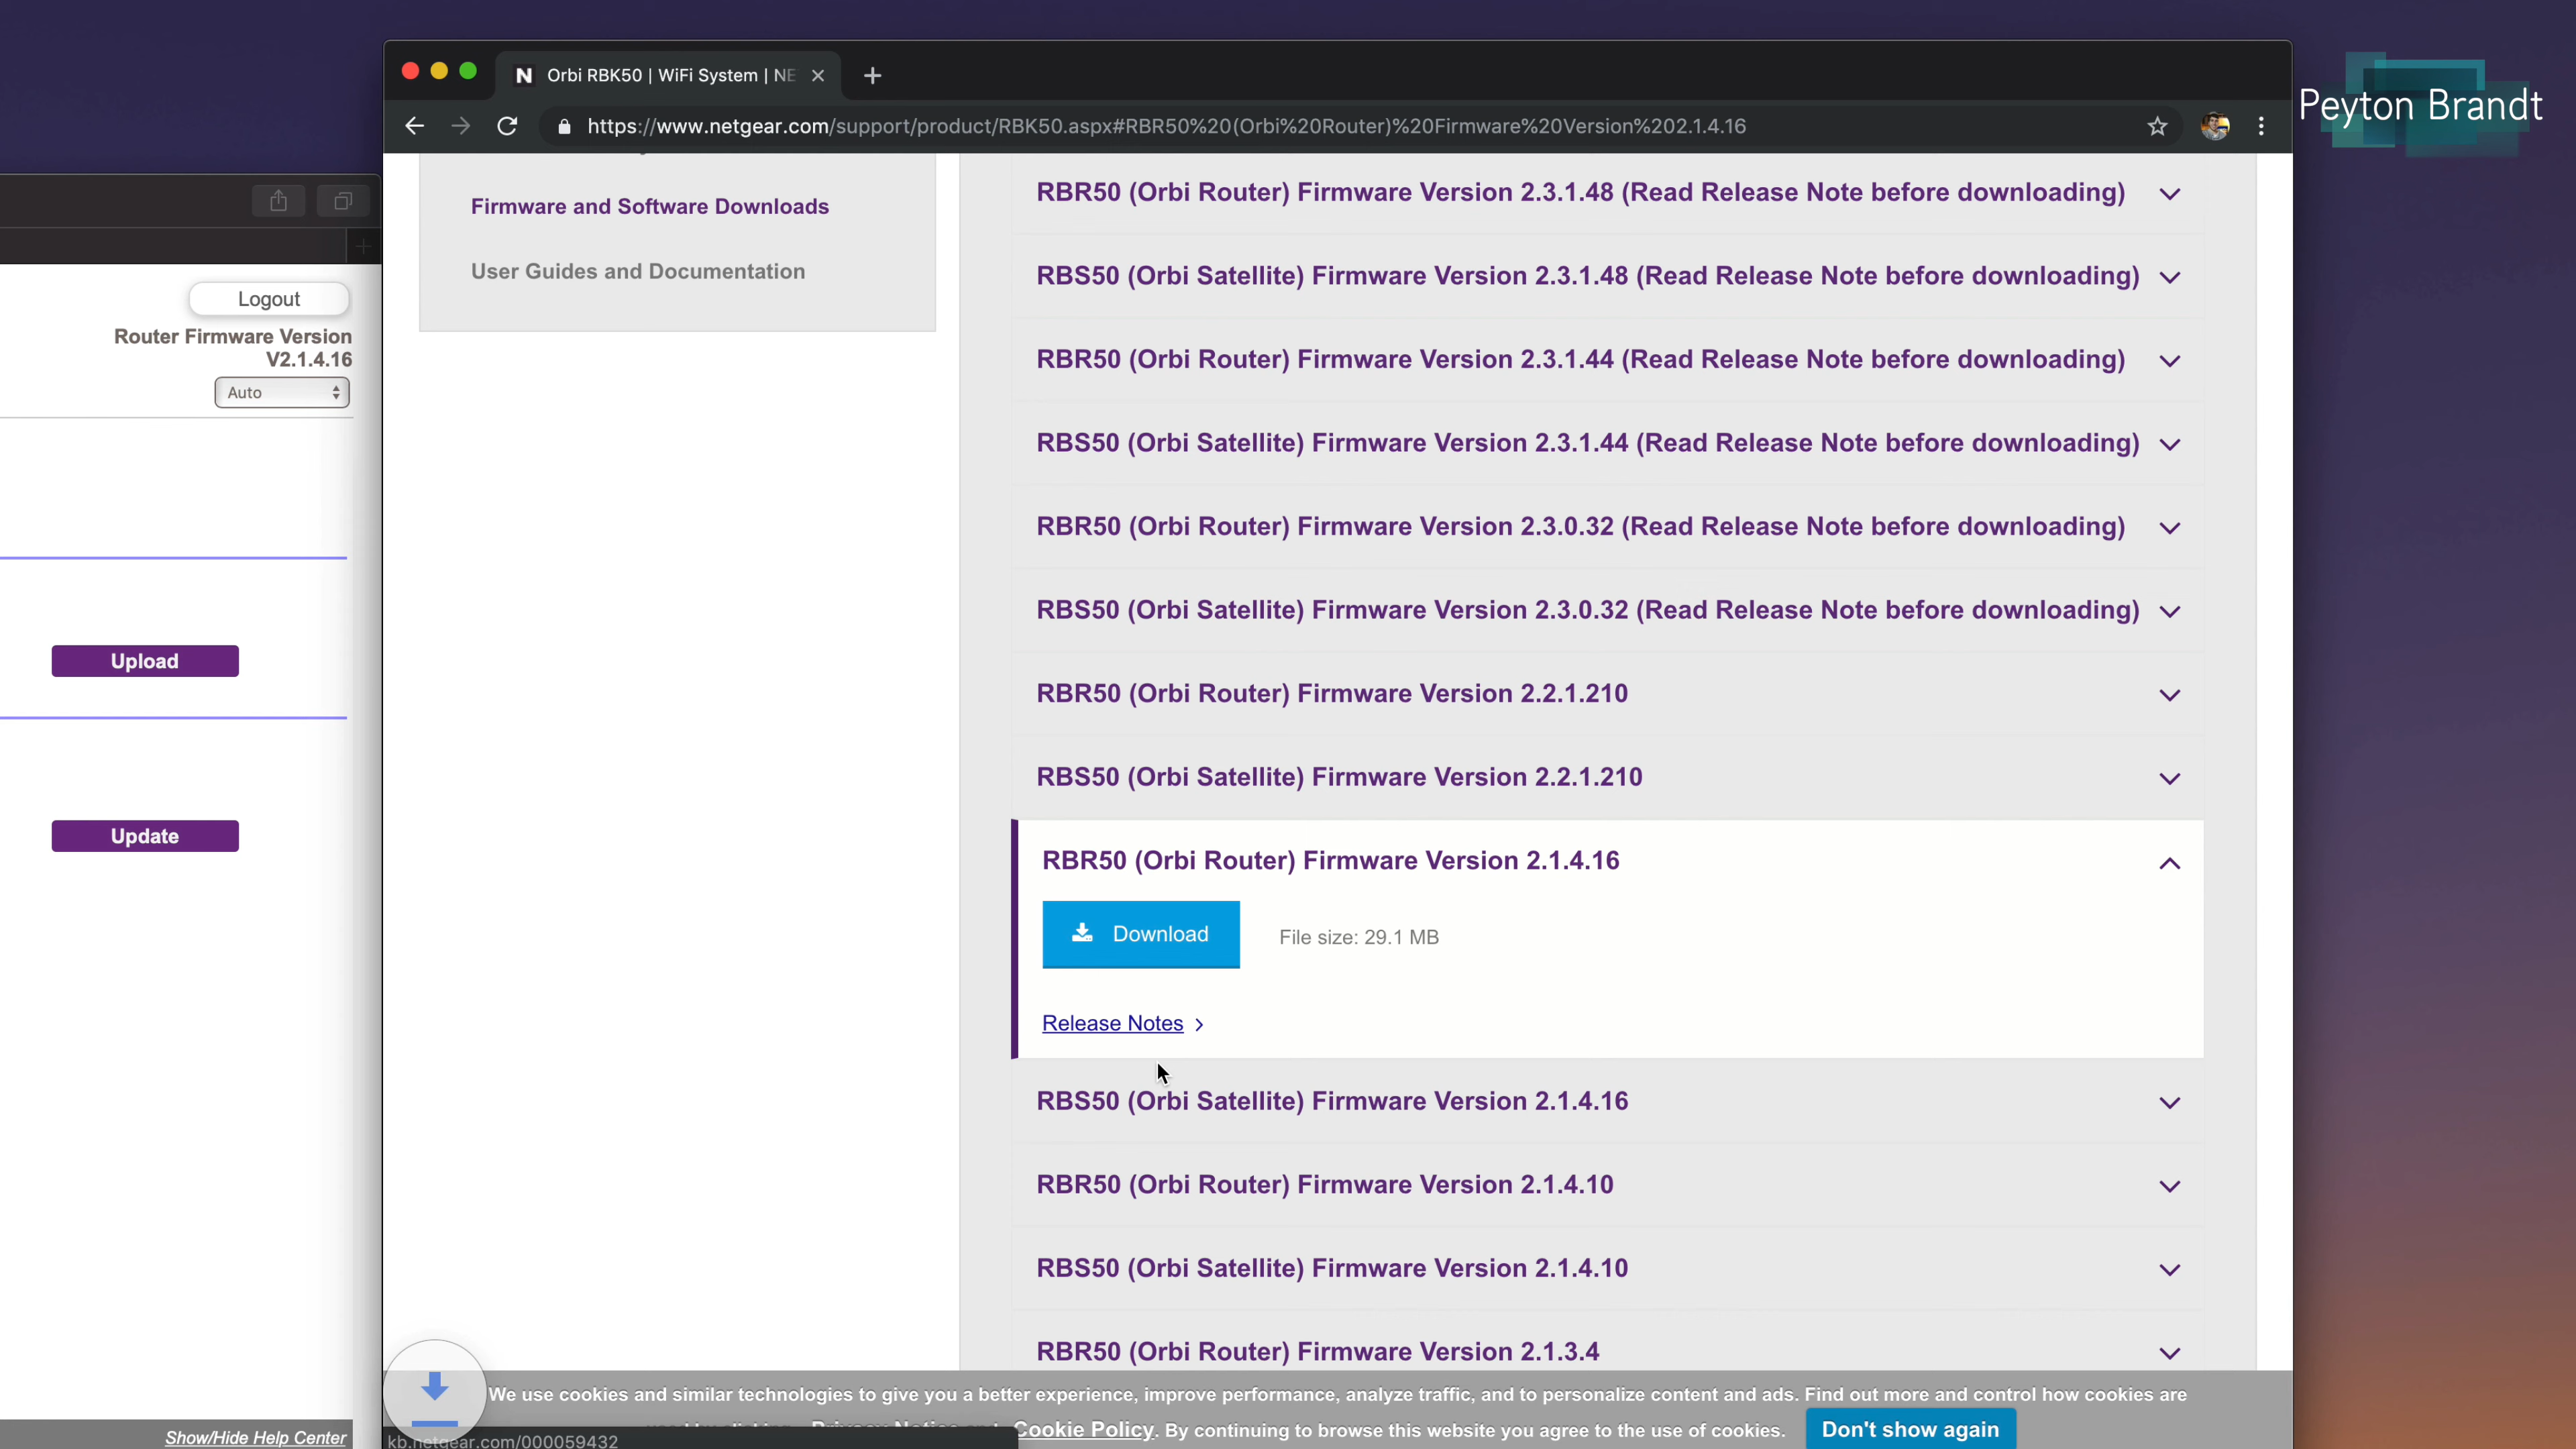 Orbi RBK50 | WiFi System | NE
https://www.netgear.com/support/product/RBK50.aspx#RBR50%20(Orbi%20Router)%20Firmware%20Version%202.1.4.16
Peyton Brandt
Logout
Router Firmware Version
V2.1.4.16
Auto
Upload
Update
Show/Hide Help Center
Firmware and Software Downloads
User Guides and Documentation
RBR50 (Orbi Router) Firmware Version 2.3.1.48 (Read Release Note before downloading)
RBS50 (Orbi Satellite) Firmware Version 2.3.1.48 (Read Release Note before downloading)
RBR50 (Orbi Router) Firmware Version 2.3.1.44 (Read Release Note before downloading)
RBS50 (Orbi Satellite) Firmware Version 2.3.1.44 (Read Release Note before downloading)
RBR50 (Orbi Router) Firmware Version 2.3.0.32 (Read Release Note before downloading)
RBS50 (Orbi Satellite) Firmware Version 2.3.0.32 (Read Release Note before downloading)
RBR50 (Orbi Router) Firmware Version 2.2.1.210
RBS50 (Orbi Satellite) Firmware Version 2.2.1.210
RBR50 (Orbi Router) Firmware Version 2.1.4.16
Download File size: 29.1 MB
Release Notes >
RBS50 (Orbi Satellite) Firmware Version 2.1.4.16
RBR50 (Orbi Router) Firmware Version 2.1.4.10
RBS50 (Orbi Satellite) Firmware Version 2.1.4.10
RBR50 (Orbi Router) Firmware Version 2.1.3.4
We use cookies and similar technologies to give you a better experience, improve performance, analyze traffic, and to personalize content and ads. Find out more and control how cookies are
Cookie Policy. By continuing to browse this website you agree to the use of cookies. Don't show again
kb.netgear.com/000059432